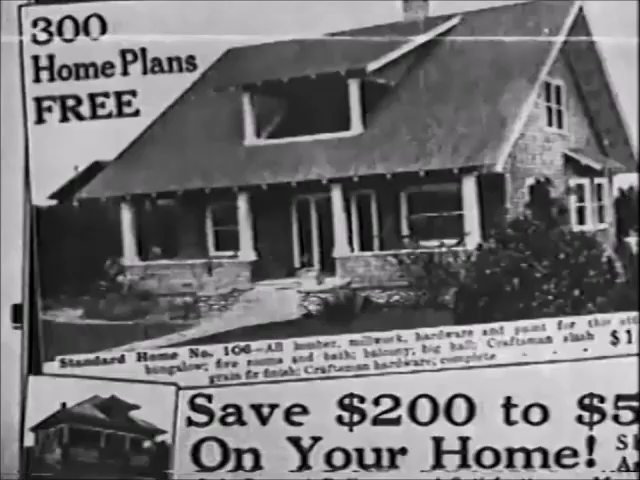 300
Home Plans
FREE
Standard Home No. 106—All lumber, millwork, hardware and paint for this
bungalow; five rooms and bath; balcony; big hall; Craftsman $1
grain fir finish; Craftsman hardware, complete
Save $200 to $5
On Your Home!